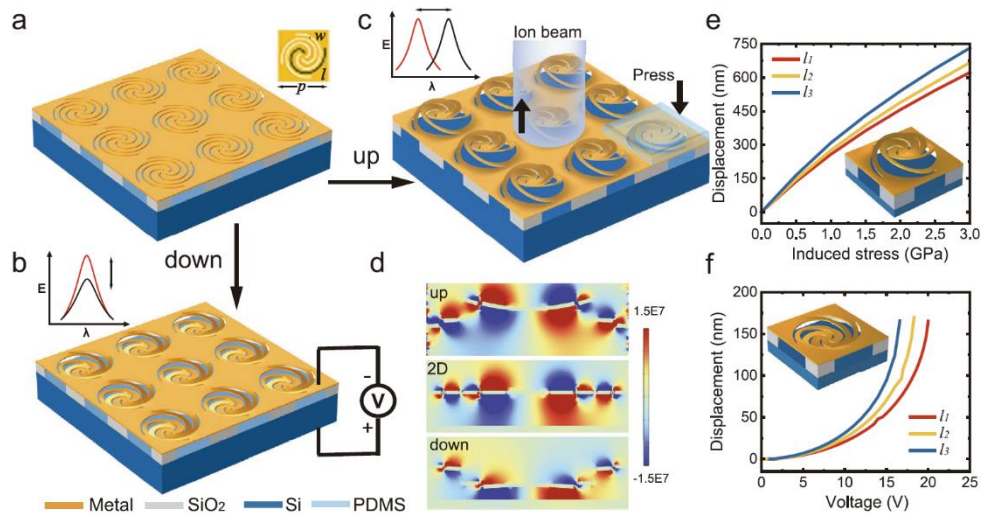 a
w
l
p
up
down
b
E
λ
V
-
+
Metal
SiO₂
Si
PDMS
c
E
λ
Ion beam
Press
d
up
2D
down
1.5E7
-1.5E7
e
Displacement (nm)
750
600
450
300
150
0
l₁
l₂
l₃
0.0 0.5 1.0 1.5 2.0 2.5 3.0
Induced stress (GPa)
f
Displacement (nm)
200
150
100
50
0
l₁
l₂
l₃
0 5 10 15 20 25
Voltage (V)